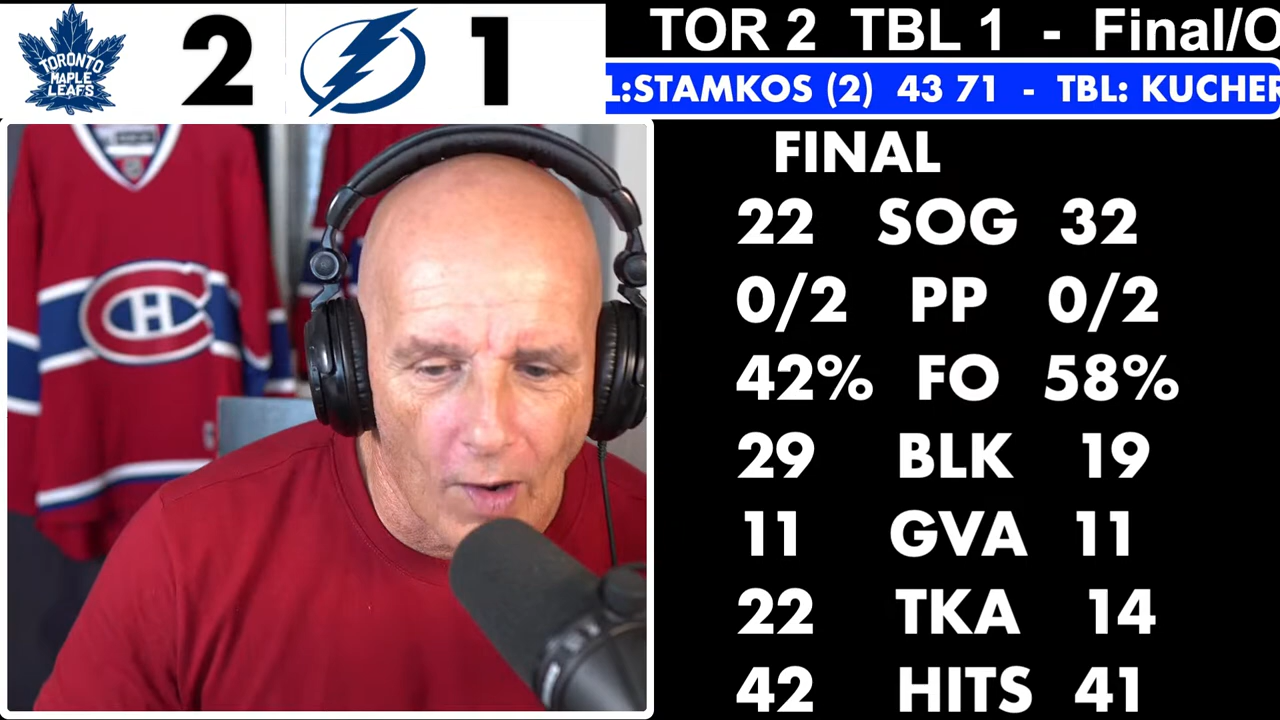 TORONTO
MAPLE
LEAFS
2
1
TOR 2 TBL 1 - Final/O
L:STAMKOS (2) 43 71 - TBL: KUCHER
FINAL
22 SOG 32
0/2 PP 0/2
42% FO 58%
29 BLK 19
11 GVA 11
22 TKA 14
42 HITS 41
CH